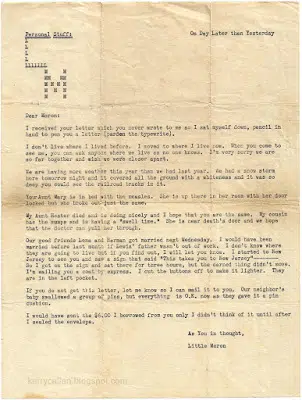 Personal Stuff:
On Day Later than Yesterday
Dear Moron:
I received your letter which you never wrote to me so I set myself down, pencil in
hand to pen you a letter (pardon the typewrite).
I don't live where I lived before. I moved to where I live now. When you come to
see me, you can ask anyone where we live as no one knows. I'm very sorry we are
so far together and wish we were closer apart.
We are having more weather this year than we had last year. We had a snow storm
here tomorrow night and it covered all the ground with a whiteness and it was so
deep you could see the railroad tracks in it.
Your Aunt Mary is in bed with the measles. She is up there in her room with her door
locked but she broke out just the same.
My Aunt Hester died and is doing nicely and I hope that you are the same. My cousin
has the mumps and is having a "swell time." She is near death's door and we hope
that the doctor can pull her through.
Our good friends Lena and Herman got married next Wednesday. I would have been
married before last month if Lewis' father wasn't out of work. I don't know where
they are going to live but if you find out, I will let you know. I started to New
Jersey to see you and saw a sign that said "This takes you to New Jersey"
So I got on the sign and sat there for three hours, but the darned thing didn't move.
I'm mailing you a coat by express. I cut the buttons off to make it lighter. They
are in the left pocket.
If you do not get this letter, let me know so I can mail it to you. Our neighbor's
baby swallowed a group of pins, but everything is O.K. now as they gave it a pin
cushion.
I would have sent the $6.00 I borrowed from you only I didn't think of it until after
I sealed the envelope.
As You is thought,
Little Moron